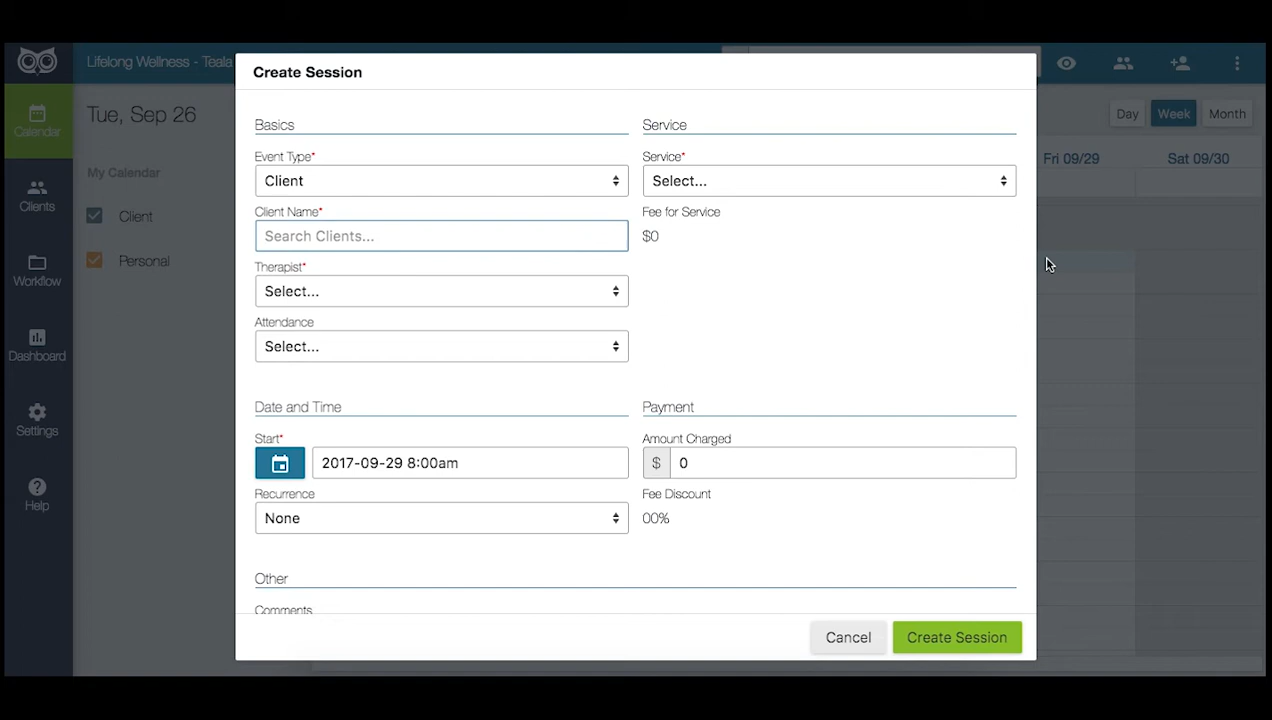 Lifelong Wellness - Teala
Create Session
Calendar
Clients
Workflow
Dashboard
Settings
Help
Tue, Sep 26
My Calendar
Client
Personal
Day
Week
Month
Fri 09/29
Sat 09/30
Basics
Event Type*
Client
Client Name*
Search Clients...
Therapist*
Select...
Attendance
Select...
Service
Service*
Select...
Fee for Service
$0
Date and Time
Start*
2017-09-29 8:00am
Recurrence
None
Payment
Amount Charged
$ 0
Fee Discount
00%
Other
Comments
Cancel
Create Session